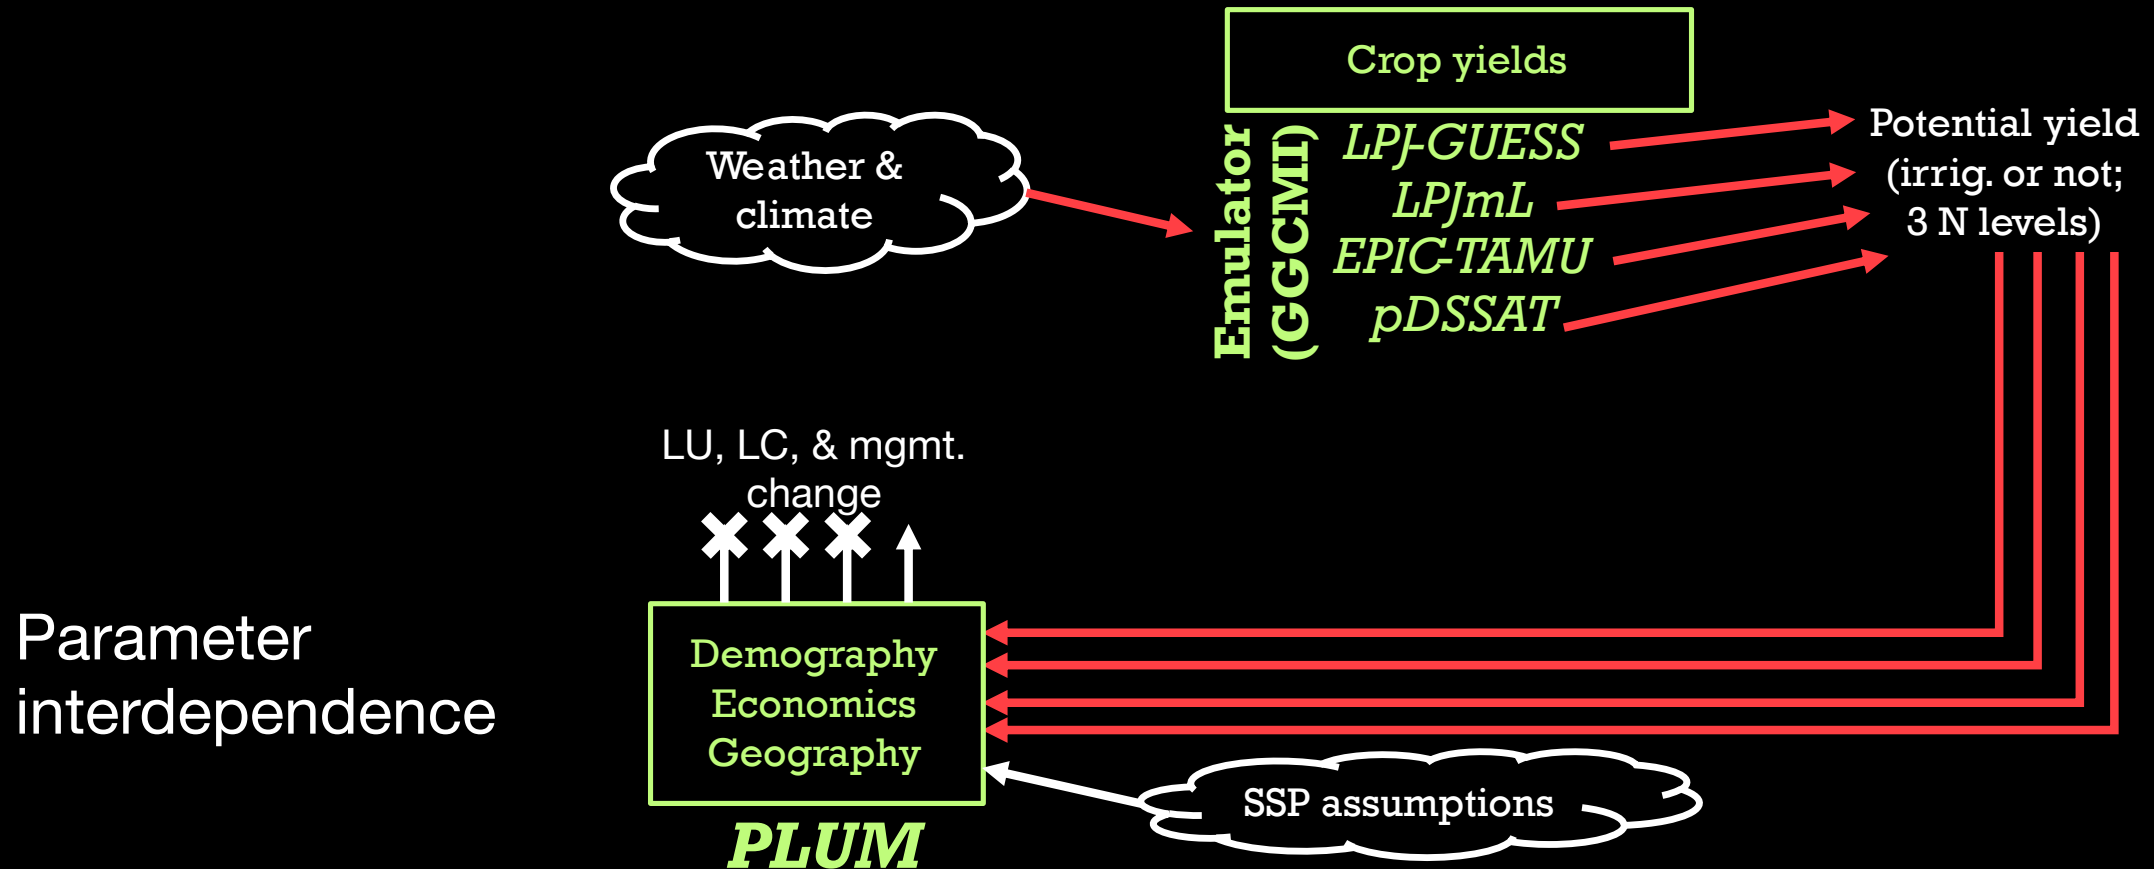 Crop yields
Weather &
climate
Emulator
(GGCMI)
LPJ-GUESS
LPJmL
EPIC-TAMU
pDSSAT
Potential yield
(irrig. or not;
3 N levels)
LU, LC, & mgmt.
change
Parameter
interdependence
Demography
Economics
Geography
PLUM
SSP assumptions